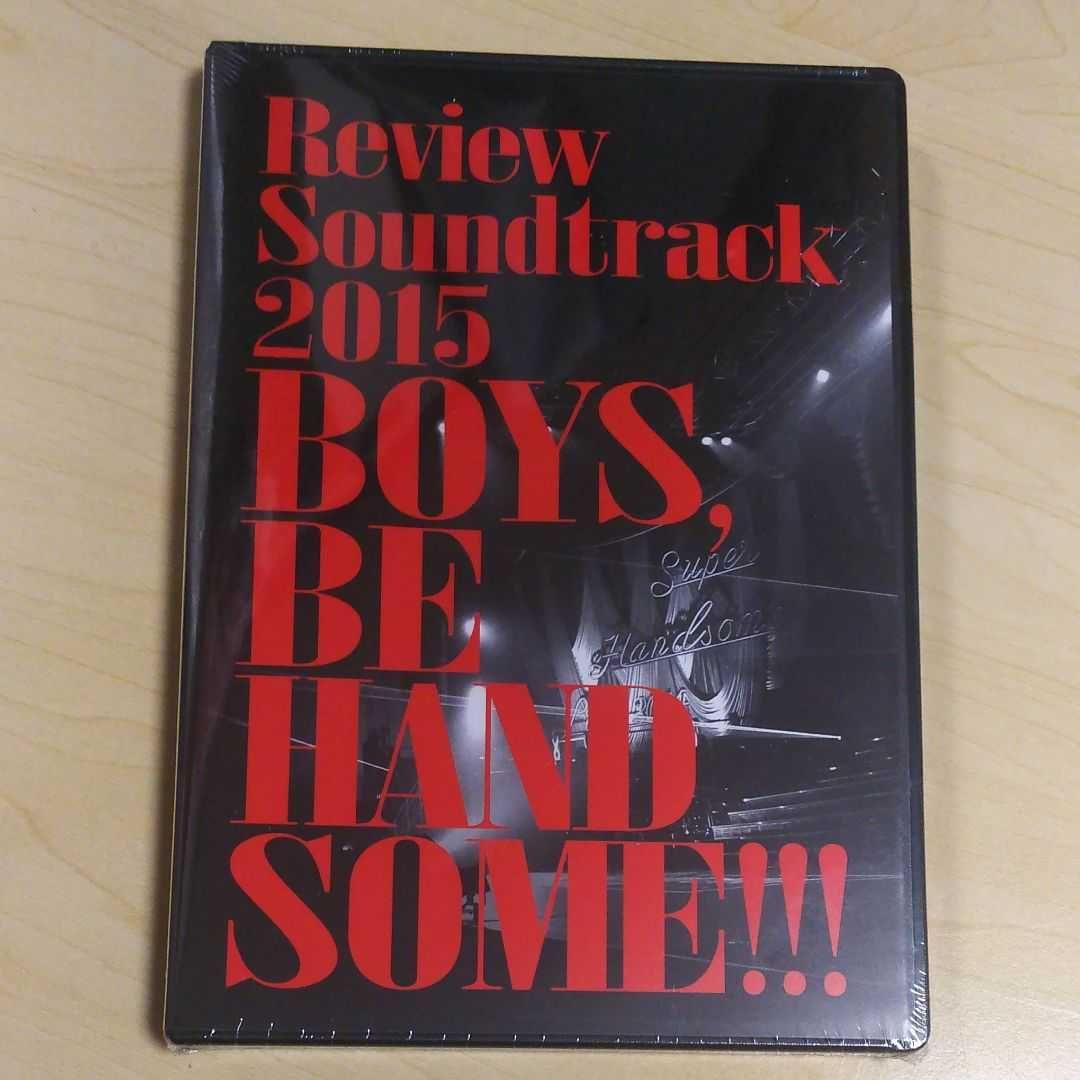 Review
Soundtrack
2015
BOYS,
BE
HAND
SOME!!!
Super
Handsome